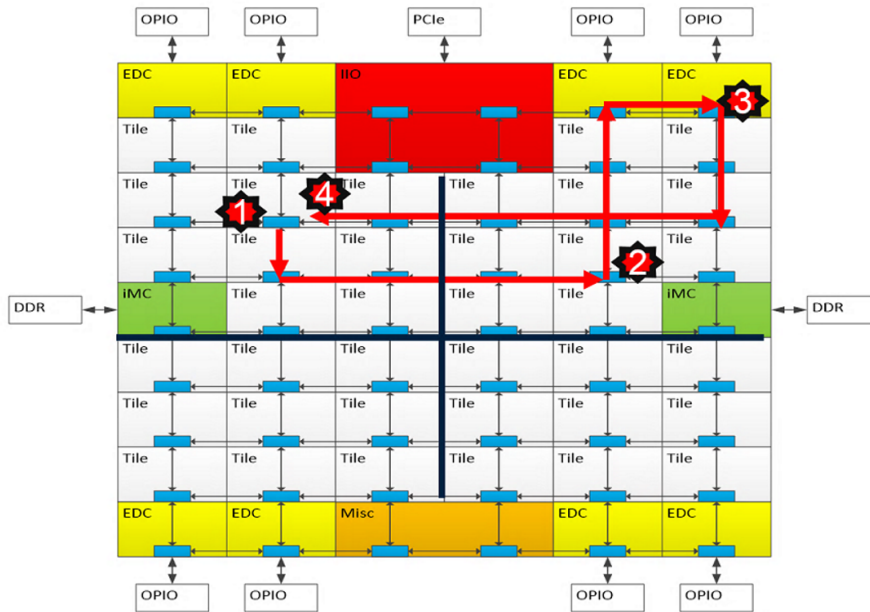 OPIO OPIO PCIe OPIO OPIO
EDC EDC IIO EDC EDC
3
Tile Tile Tile Tile
Tile Tile Tile Tile Tile Tile
4
1
Tile Tile Tile Tile Tile Tile
2
iMC Tile Tile Tile Tile iMC
DDR DDR
Tile Tile Tile Tile Tile Tile
Tile Tile Tile Tile Tile Tile
Tile Tile Tile Tile Tile Tile
EDC EDC Misc EDC EDC
OPIO OPIO OPIO OPIO